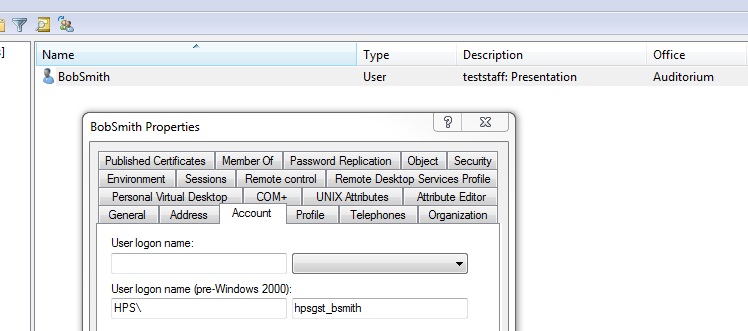 s]
Name Type Description Office
BobSmith User teststaff: Presentation Auditorium
BobSmith Properties
Published Certificates Member Of Password Replication Object Security
Environment Sessions Remote control Remote Desktop Services Profile
Personal Virtual Desktop COM+ UNIX Attributes Attribute Editor
General Address Account Profile Telephones Organization
User logon name:
User logon name (pre-Windows 2000):
HPS\ hpsgst_bsmith